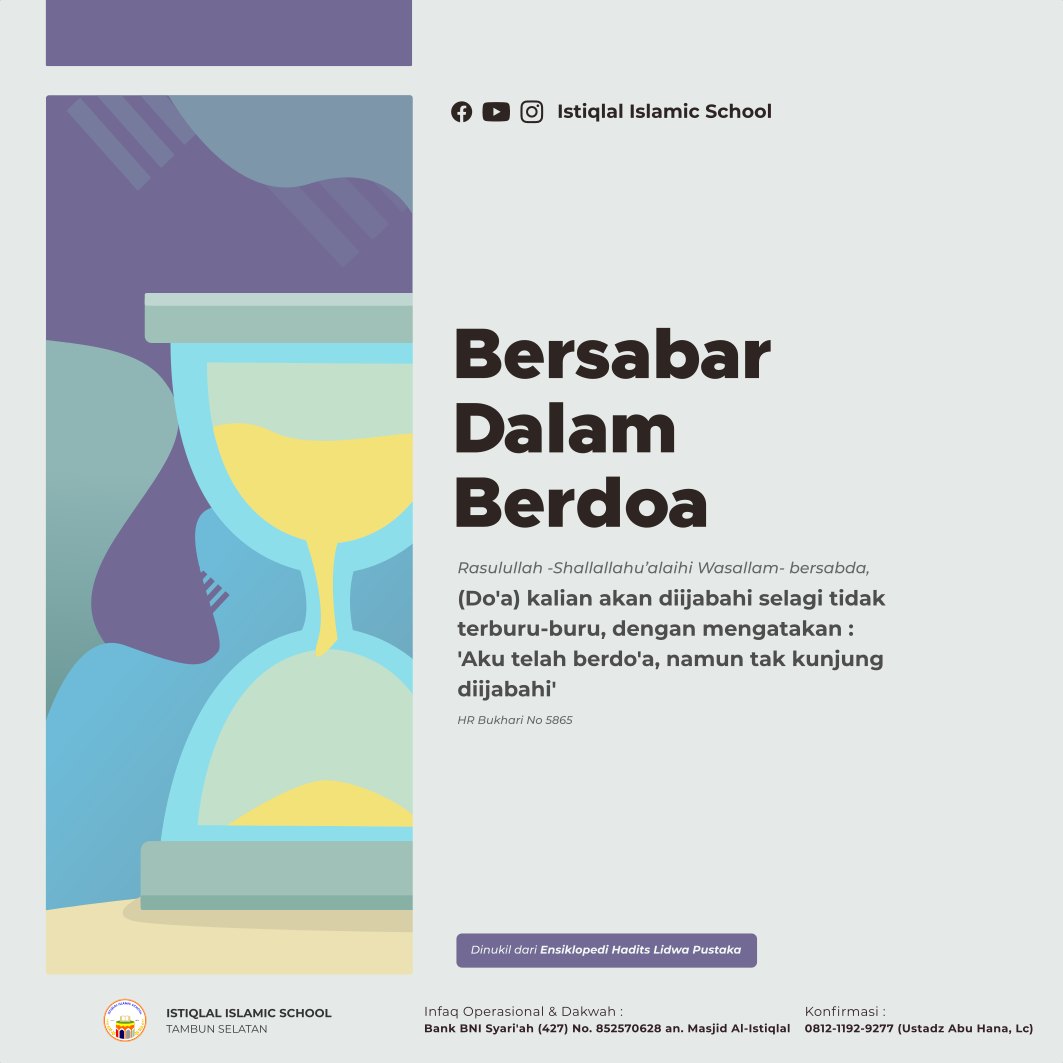 Istiqlal Islamic School
Bersabar
Dalam
Berdoa
Rasulullah -Shallallahu’alaihi Wasallam- bersabda,
(Do'a) kalian akan diijabahi selagi tidak
terburu-buru, dengan mengatakan :
'Aku telah berdo'a, namun tak kunjung
diijabahi'
HR Bukhari No 5865
Dinukil dari Ensiklopedi Hadits Lidwa Pustaka
ISTIQLAL ISLAMIC SCHOOL
TAMBUN SELATAN
Infaq Operasional & Dakwah :
Bank BNI Syari'ah (427) No. 852570628 an. Masjid Al-Istiqlal
Konfirmasi :
0812-1192-9277 (Ustadz Abu Hana, Lc)